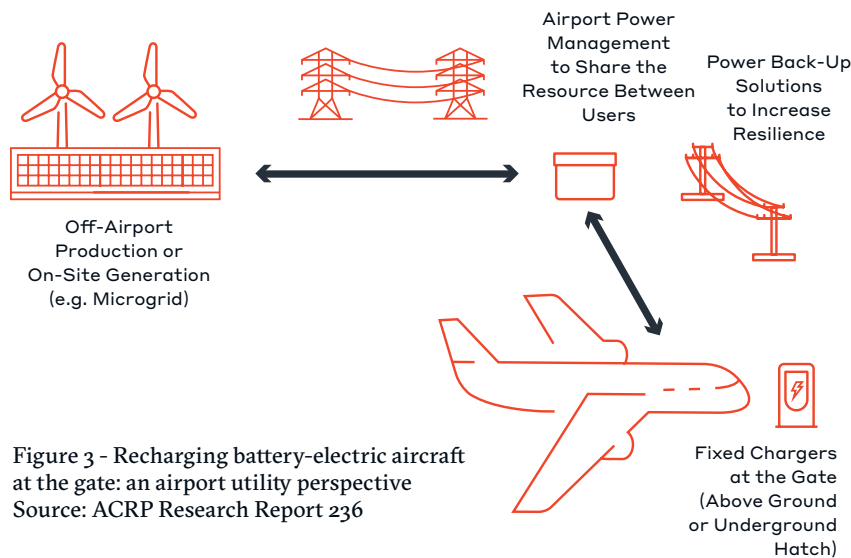 Airport Power
Management
to Share the
Resource Between
Users
Power Back-Up
Solutions
to Increase
Resilience
Off-Airport
Production or
On-Site Generation
(e.g. Microgrid)
Figure 3 - Recharging battery-electric aircraft
at the gate: an airport utility perspective
Source: ACRP Research Report 236
Fixed Chargers
at the Gate
(Above Ground
or Underground
Hatch)